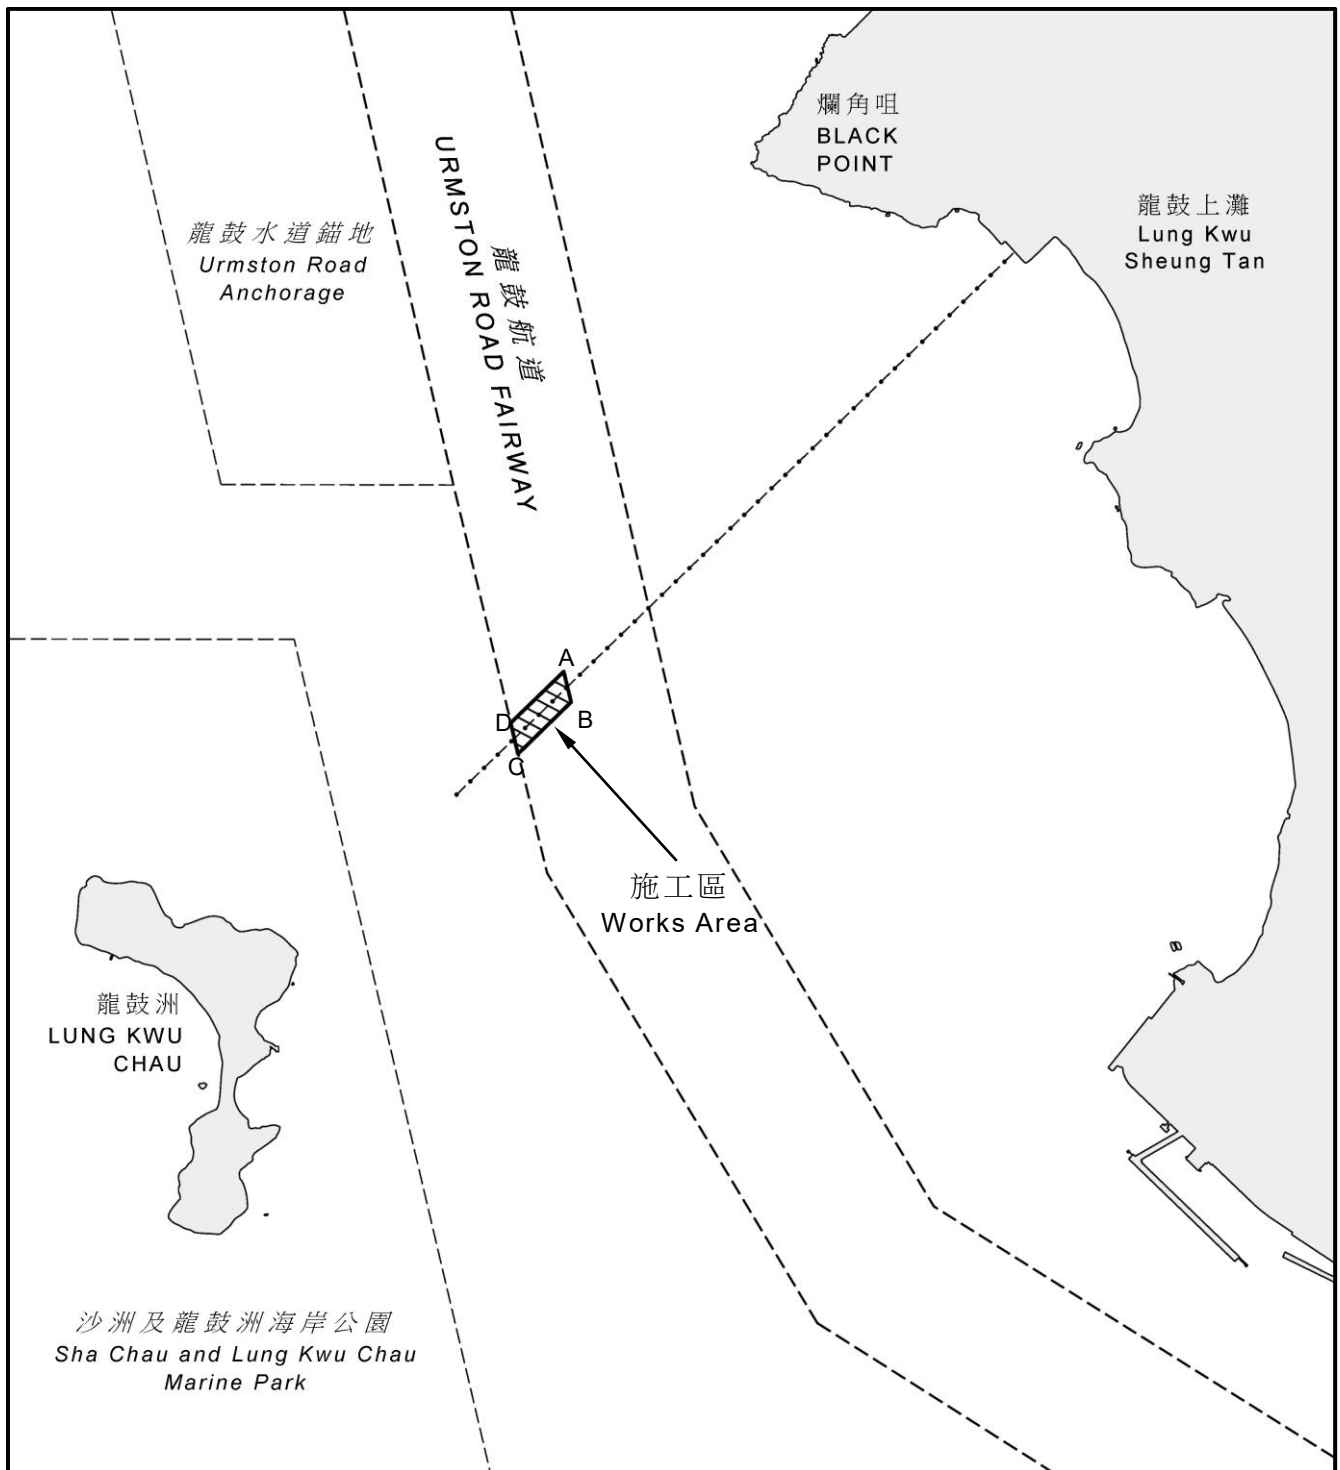 爛角咀
BLACK
POINT
龍鼓上灘
Lung Kwu
Sheung Tan
龍鼓水道錨地
Urmston Road
Anchorage
龍鼓航道
URMSTON ROAD FAIRWAY
A
B
D
C
施工區
Works Area
龍鼓洲
LUNG KWU
CHAU
沙洲及龍鼓洲海岸公園
Sha Chau and Lung Kwu Chau
Marine Park